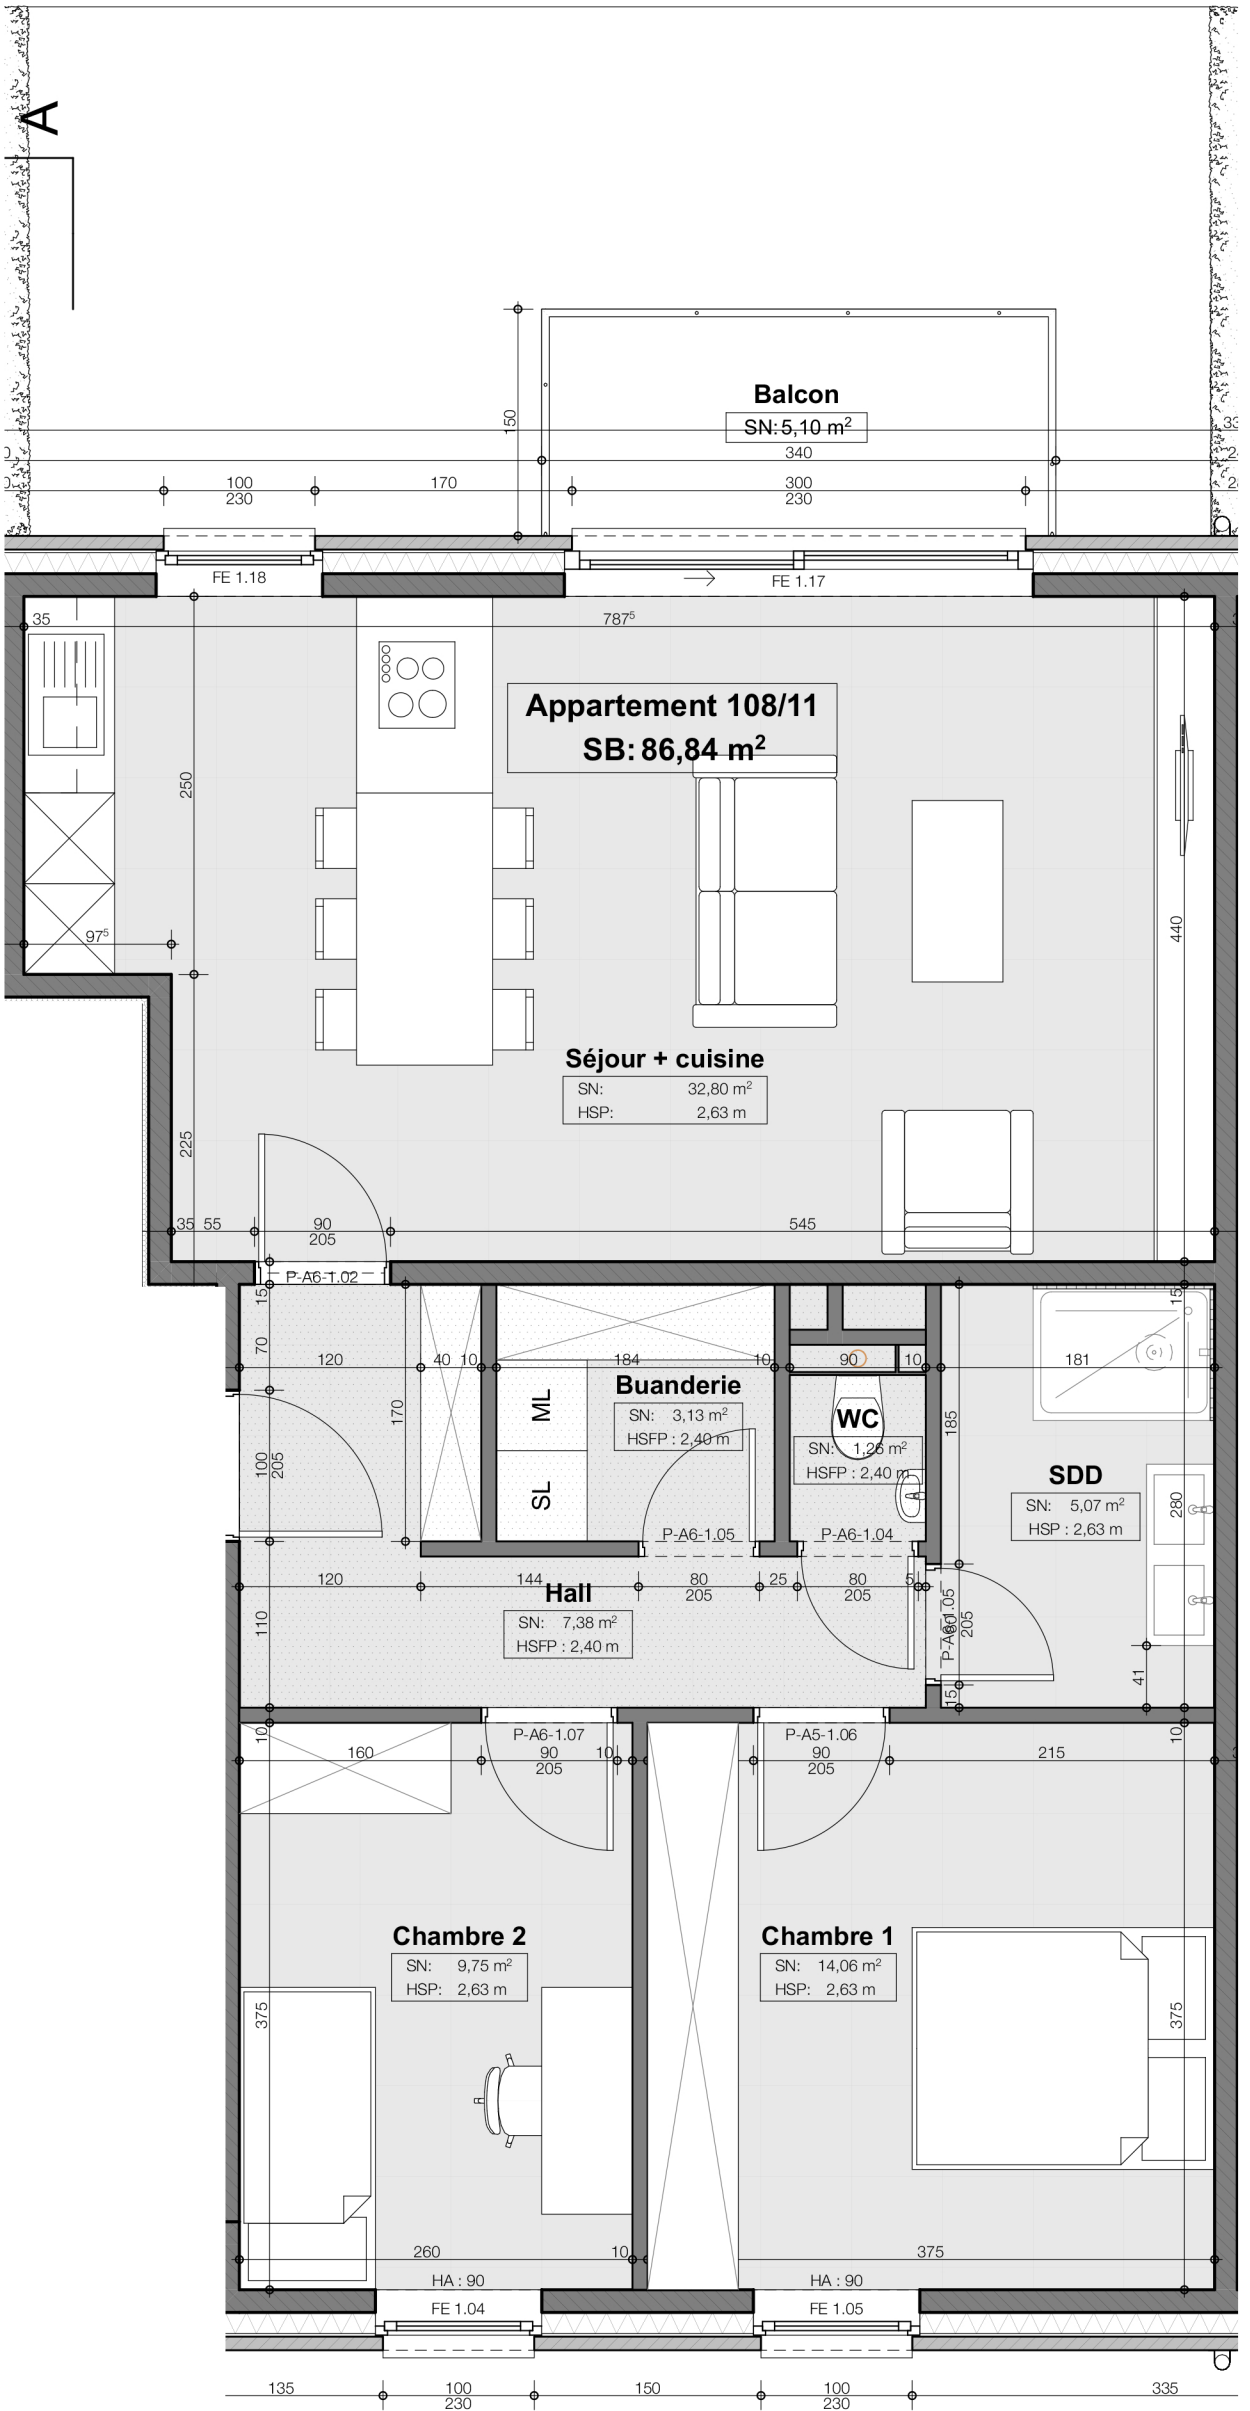 A
Balcon
SN: 5,10 m²
150
33
340
100
230
170
300
230
FE 1.18
FE 1.17
35
787⁵
Appartement 108/11
SB: 86,84 m²
250
440
97⁵
Séjour + cuisine
SN: 32,80 m²
HSP: 2,63 m
225
35 55
90
205
545
P-A6-1.02
15
15
70
120
40 10
184
10
90
10
181
Buanderie
SN: 3,13 m²
HSFP : 2,40 m
ML
SL
170
WC
SN: 1,26 m²
HSFP : 2,40 m
185
100
205
SDD
SN: 5,07 m²
HSP : 2,63 m
280
P-A6-1.05
P-A6-1.04
120
144
80
205
25
80
205
5
Hall
SN: 7,38 m²
HSFP : 2,40 m
110
P-A6-1.05
80
205
41
15
10
10
P-A6-1.07
P-A5-1.06
160
90
205
10
90
205
215
Chambre 2
SN: 9,75 m²
HSP: 2,63 m
Chambre 1
SN: 14,06 m²
HSP: 2,63 m
375
375
260
10
375
HA : 90
HA : 90
FE 1.04
FE 1.05
135
100
230
150
100
230
335